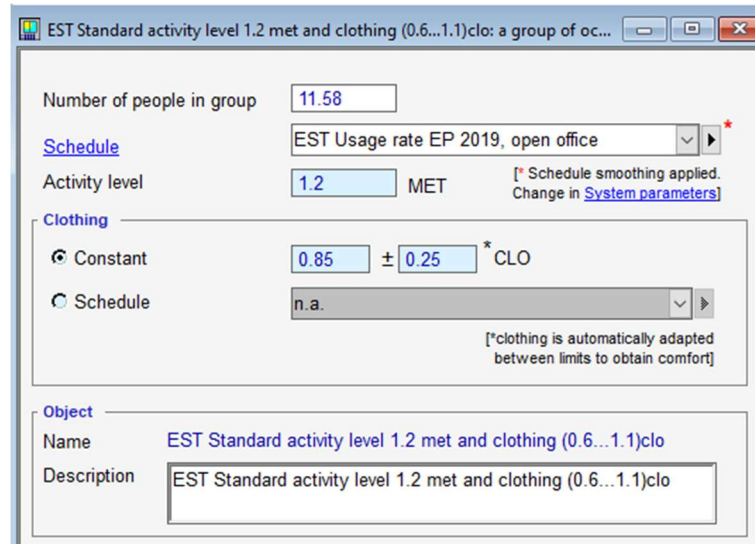 EST Standard activity level 1.2 met and clothing (0.6...1.1)clo: a group of oc...
Number of people in group 11.58
Schedule EST Usage rate EP 2019, open office *
Activity level 1.2 MET [* Schedule smoothing applied.
Change in System parameters]
Clothing
Constant 0.85 ± 0.25 *CLO
Schedule n.a.
[*clothing is automatically adapted
between limits to obtain comfort]
Object
Name EST Standard activity level 1.2 met and clothing (0.6...1.1)clo
Description EST Standard activity level 1.2 met and clothing (0.6...1.1)clo